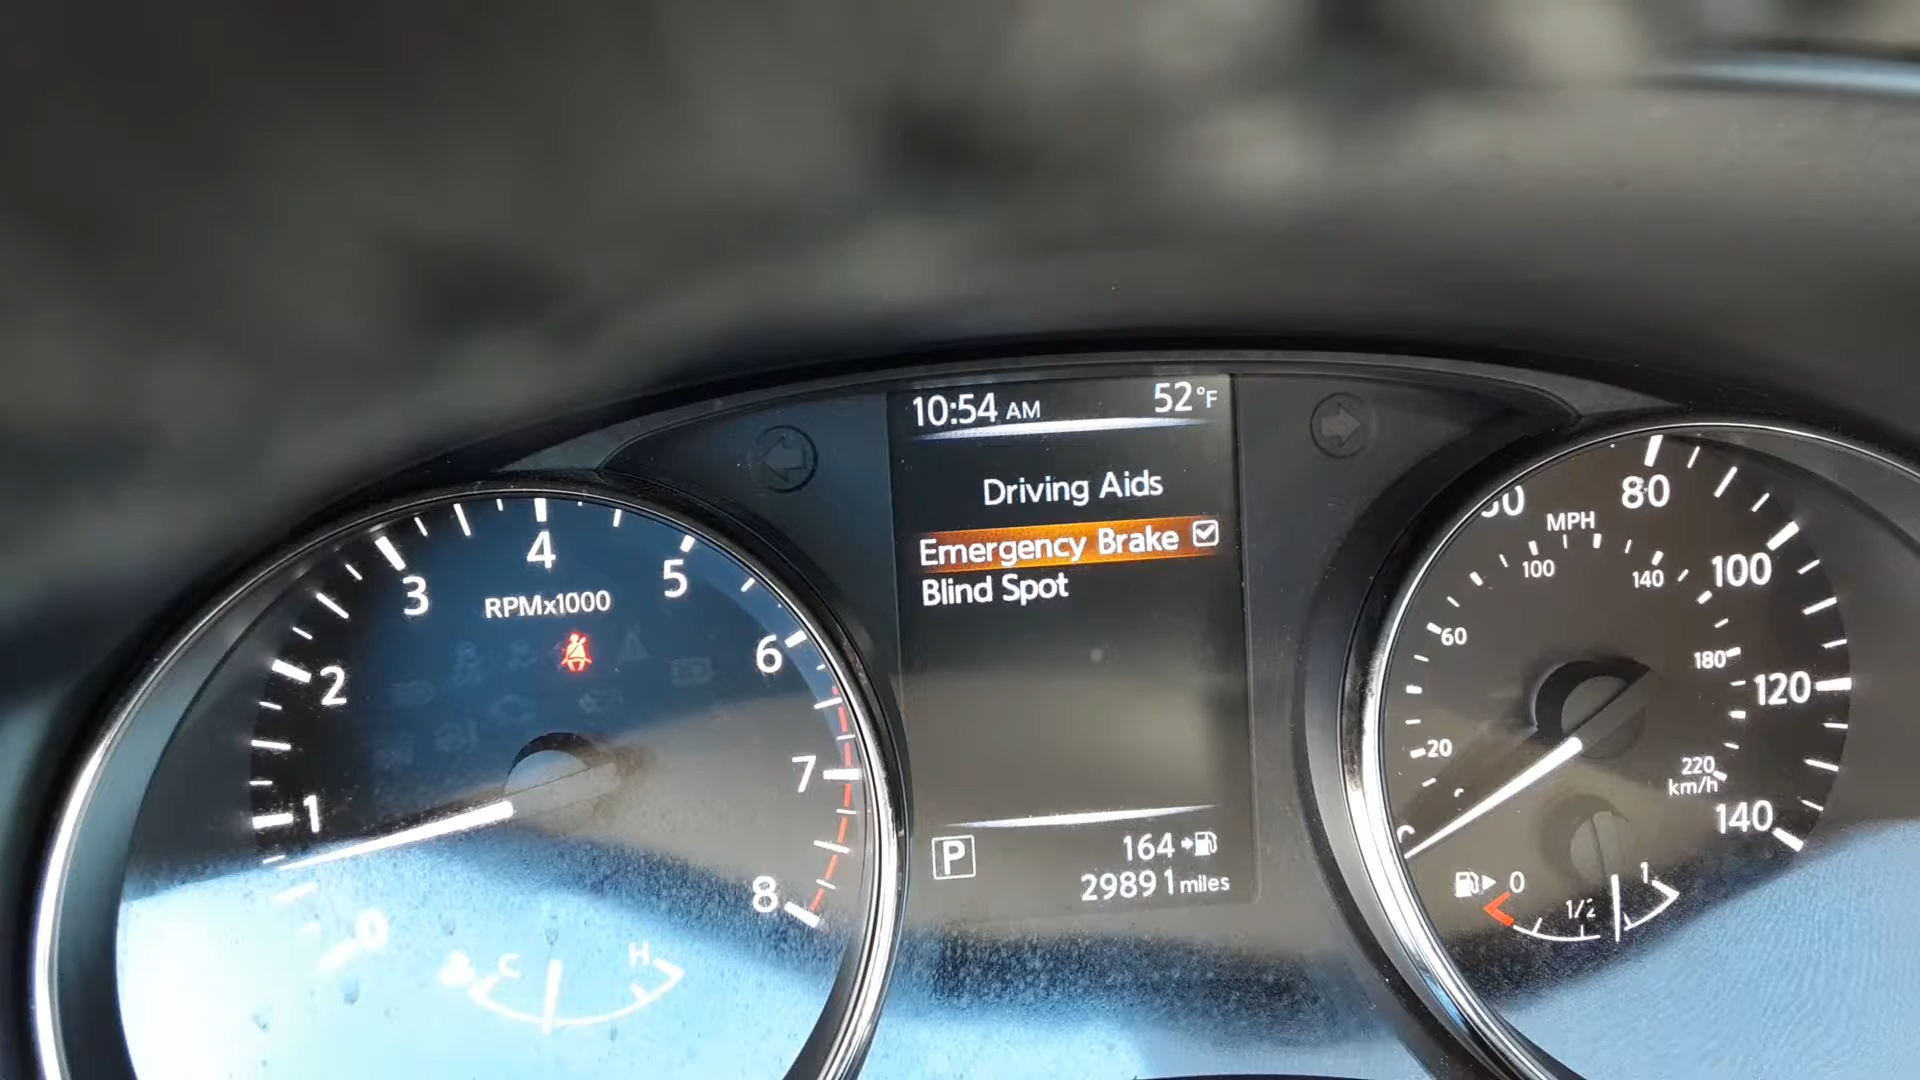 10:54 AM 52°F
Driving Aids
Emergency Brake
Blind Spot
P
164
29891 miles
0
1
2
3
4
5
6
7
8
RPMx1000
C H
20
60
100
140
180
220
km/h
MPH
80
100
120
140
0 1/2 1